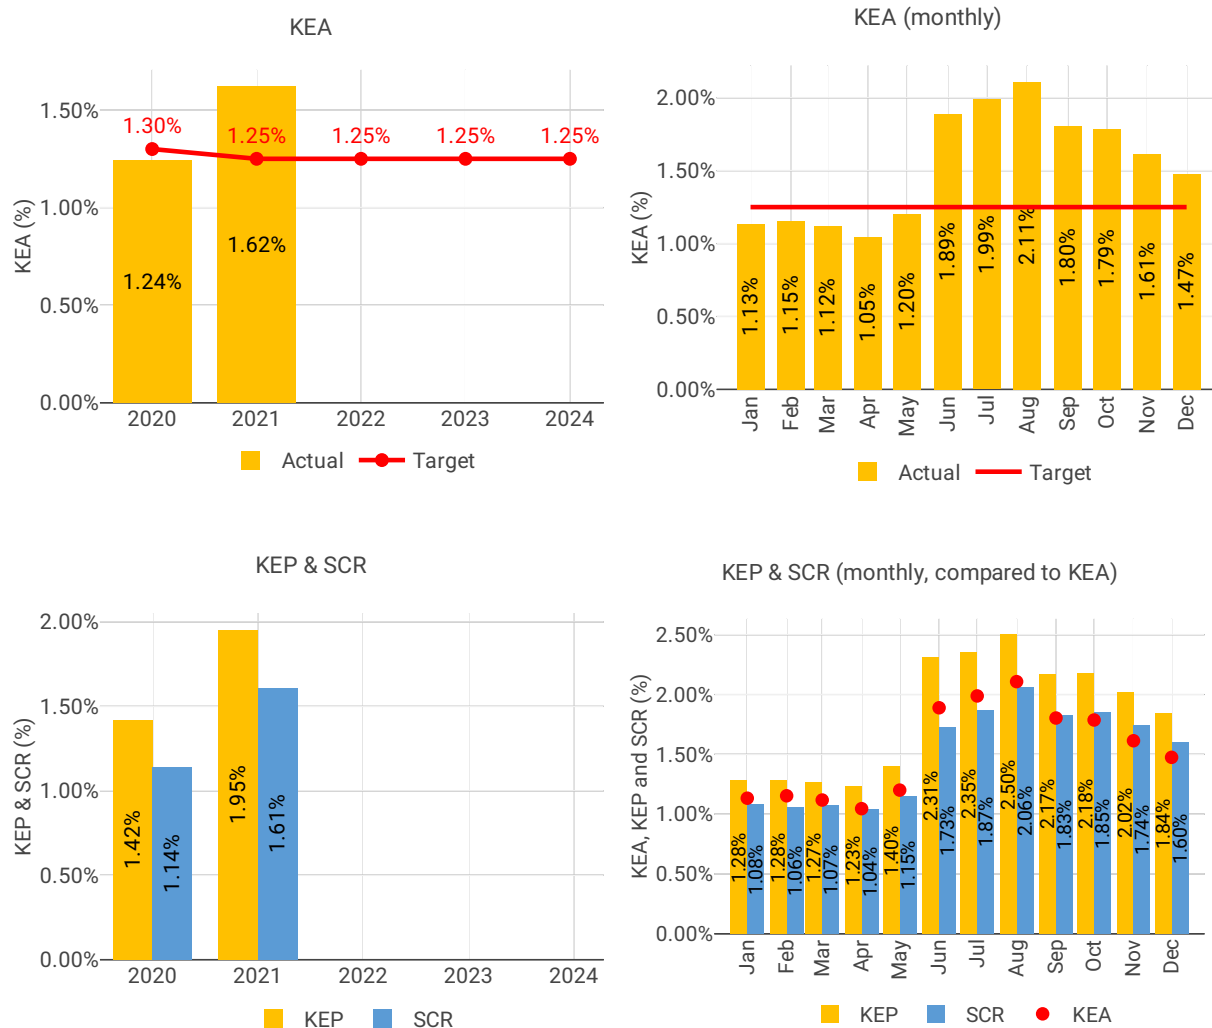 KEA
KEA (%)
1.50%
1.00%
0.50%
0.00%
1.30%
1.25%
1.25%
1.25%
1.25%
1.24%
1.62%
2020
2021
2022
2023
2024
Actual
Target
KEA (monthly)
KEA (%)
2.00%
1.50%
1.00%
0.50%
0.00%
1.13%
1.15%
1.12%
1.05%
1.20%
1.89%
1.99%
2.11%
1.80%
1.79%
1.61%
1.47%
Jan
Feb
Mar
Apr
May
Jun
Jul
Aug
Sep
Oct
Nov
Dec
Actual
Target
KEP & SCR
KEP & SCR (%)
2.00%
1.50%
1.00%
0.50%
0.00%
1.42%
1.14%
1.95%
1.61%
2020
2021
2022
2023
2024
KEP
SCR
KEP & SCR (monthly, compared to KEA)
KEA, KEP and SCR (%)
2.50%
2.00%
1.50%
1.00%
0.50%
0.00%
1.28%
1.08%
1.28%
1.06%
1.27%
1.07%
1.23%
1.04%
1.40%
1.15%
2.31%
1.73%
2.35%
1.87%
2.50%
2.06%
2.17%
1.83%
2.18%
1.85%
2.02%
1.74%
1.84%
1.60%
Jan
Feb
Mar
Apr
May
Jun
Jul
Aug
Sep
Oct
Nov
Dec
KEP
SCR
KEA